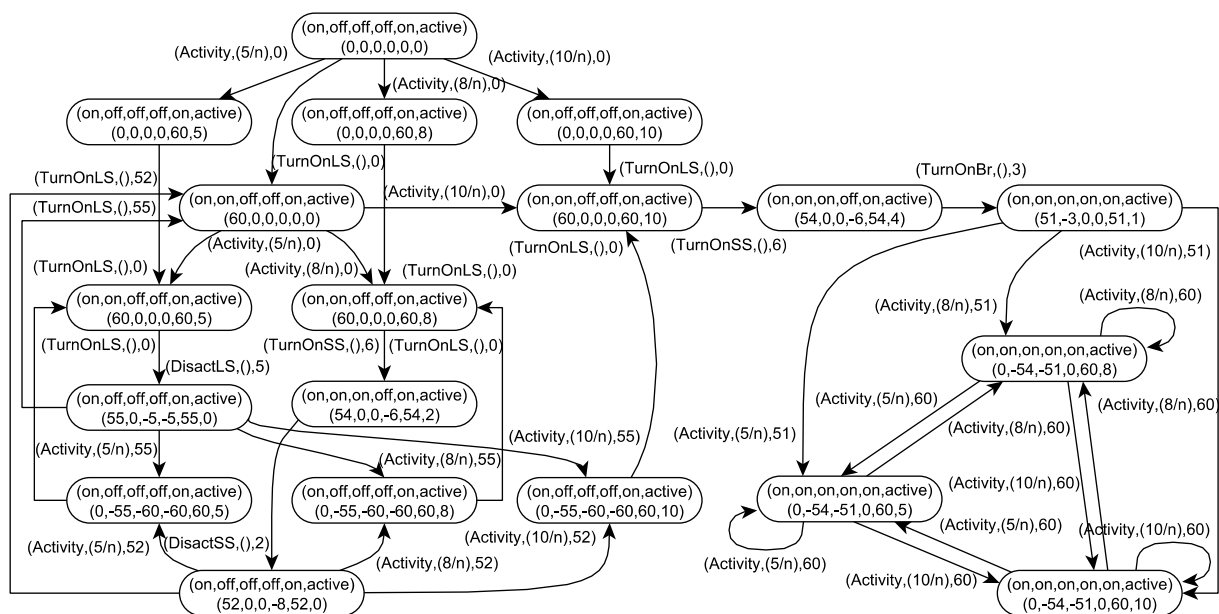 (on,off,off,off,on,active)
(0,0,0,0,0,0)
(Activity,(5/n),0)
(Activity,(10/n),0)
(Activity,(8/n),0)
(on,off,off,off,on,active)
(0,0,0,0,60,5)
(on,off,off,off,on,active)
(0,0,0,0,60,8)
(on,off,off,off,on,active)
(0,0,0,0,60,10)
(TurnOnLS,(),0)
(TurnOnLS,(),0)
(TurnOnBr,(),3)
(TurnOnLS,(),52)
(TurnOnLS,(),55)
(on,on,off,off,on,active)
(60,0,0,0,0,0)
(Activity,(10/n),0)
(on,on,off,off,on,active)
(60,0,0,0,60,10)
(on,on,on,off,on,active)
(54,0,0,-6,54,4)
(on,on,on,on,on,active)
(51,-3,0,0,51,1)
(Activity,(5/n),0)
(TurnOnLS,(),0)
(TurnOnSS,(),6)
(Activity,(10/n),51)
(TurnOnLS,(),0)
(Activity,(8/n),0)
(TurnOnLS,(),0)
(on,on,off,off,on,active)
(60,0,0,0,60,5)
(on,on,off,off,on,active)
(60,0,0,0,60,8)
(Activity,(8/n),51)
(Activity,(8/n),60)
(TurnOnLS,(),0)
(TurnOnSS,(),6)
(TurnOnLS,(),0)
(DisactLS,(),5)
(on,on,on,on,on,active)
(0,-54,-51,0,60,8)
(on,off,off,off,on,active)
(55,0,-5,-5,55,0)
(on,on,on,off,on,active)
(54,0,0,-6,54,2)
(Activity,(5/n),60)
(Activity,(8/n),60)
(Activity,(8/n),60)
(Activity,(5/n),51)
(Activity,(10/n),55)
(Activity,(5/n),55)
(Activity,(8/n),55)
(on,off,off,off,on,active)
(0,-55,-60,-60,60,5)
(on,off,off,off,on,active)
(0,-55,-60,-60,60,8)
(on,off,off,off,on,active)
(0,-55,-60,-60,60,10)
(on,on,on,on,on,active)
(0,-54,-51,0,60,5)
(Activity,(10/n),60)
(Activity,(5/n),60)
(Activity,(10/n),60)
(Activity,(5/n),52)
(DisactSS,(),2)
(Activity,(8/n),52)
(Activity,(10/n),52)
(Activity,(5/n),60)
(Activity,(10/n),60)
(on,off,off,off,on,active)
(52,0,0,-8,52,0)
(on,on,on,on,on,active)
(0,-54,-51,0,60,10)